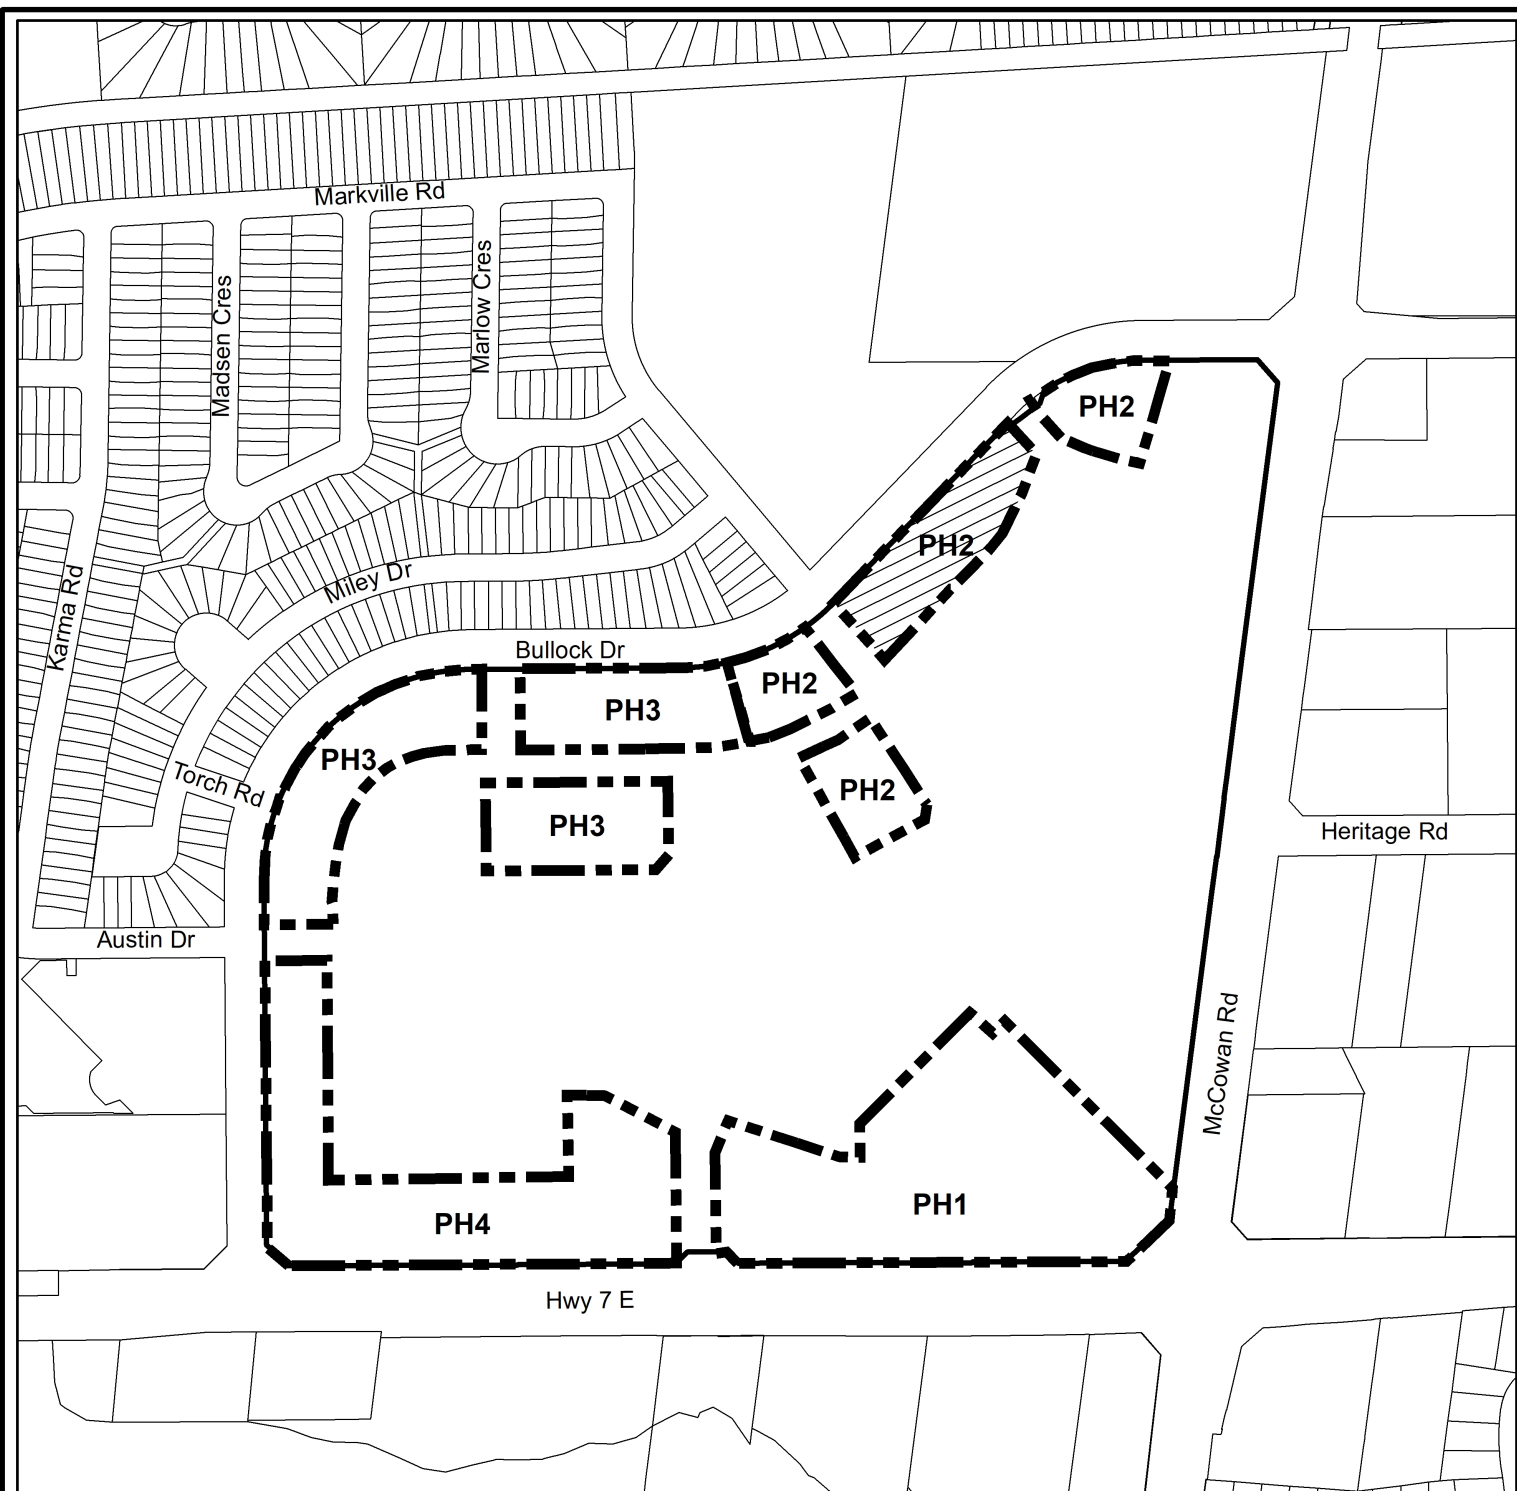 Markville Rd
Madsen Cres
Marlow Cres
PH2
PH2
Karma Rd
Miley Dr
Bullock Dr
PH2
PH3
PH3
Torch Rd
PH2
PH3
Heritage Rd
Austin Dr
McCowan Rd
PH1
PH4
Hwy 7 E